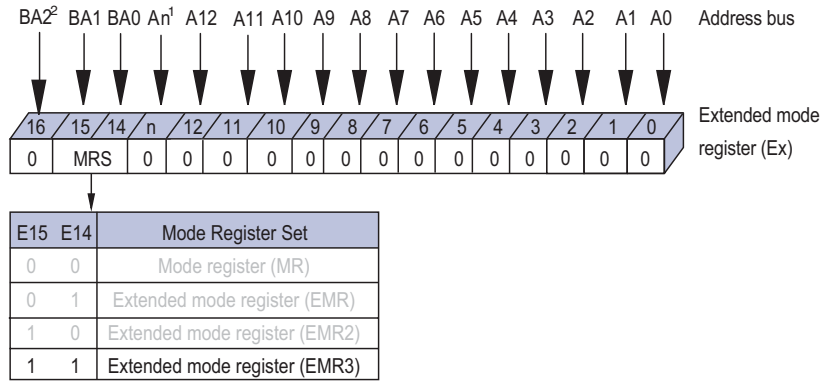 BA2² BA1 BA0 An¹ A12 A11 A10 A9 A8 A7 A6 A5 A4 A3 A2 A1 A0 Address bus
16 15 14 n 12 11 10 9 8 7 6 5 4 3 2 1 0 Extended mode
register (Ex)
0 MRS 0 0 0 0 0 0 0 0 0 0 0 0 0 0
E15 E14 Mode Register Set
0 0 Mode register (MR)
0 1 Extended mode register (EMR)
1 0 Extended mode register (EMR2)
1 1 Extended mode register (EMR3)